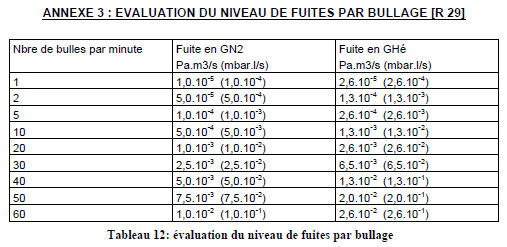 ANNEXE 3 : EVALUATION DU NIVEAU DE FUITES PAR BULLAGE [R 29]
Nbre de bulles par minute Fuite en GN2 Fuite en GHé
Pa.m3/s (mbar.l/s) Pa.m3/s (mbar.l/s)
1 1,0.10⁻⁵ (1,0.10⁻⁴) 2,6.10⁻⁵ (2,6.10⁻⁴)
2 5,0.10⁻⁵ (5,0.10⁻⁴) 1,3.10⁻⁴ (1,3.10⁻³)
5 1,0.10⁻⁴ (1,0.10⁻³) 2,6.10⁻⁴ (2,6.10⁻³)
10 5,0.10⁻⁴ (5,0.10⁻³) 1,3.10⁻³ (1,3.10⁻²)
20 1,0.10⁻³ (1,0.10⁻²) 2,6.10⁻³ (2,6.10⁻²)
30 2,5.10⁻³ (2,5.10⁻²) 6,5.10⁻³ (6,5.10⁻²)
40 5,0.10⁻³ (5,0.10⁻²) 1,3.10⁻² (1,3.10⁻¹)
50 7,5.10⁻³ (7,5.10⁻²) 2,0.10⁻² (2,0.10⁻¹)
60 1,0.10⁻² (1,0.10⁻¹) 2,6.10⁻² (2,6.10⁻¹)
Tableau 12: évaluation du niveau de fuites par bullage